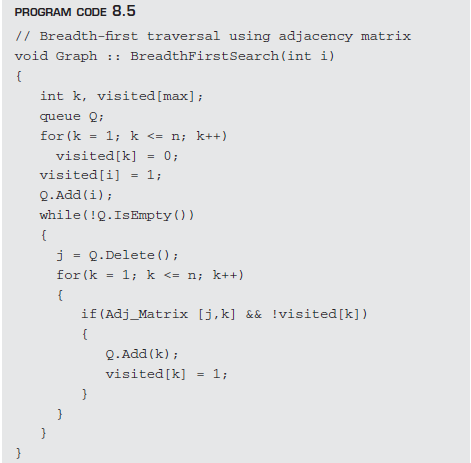 PROGRAM CODE 8.5
// Breadth-first traversal using adjacency matrix
void Graph :: BreadthFirstSearch(int i)
{
int k, visited[max];
queue Q;
for(k = 1; k <= n; k++)
visited[k] = 0;
visited[i] = 1;
Q.Add(i);
while(!Q.IsEmpty())
{
j = Q.Delete();
for(k = 1; k <= n; k++)
{
if(Adj_Matrix [j,k] && !visited[k])
{
Q.Add(k);
visited[k] = 1;
}
}
}
}